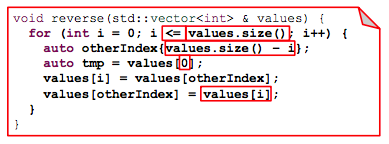 void reverse(std::vector<int> & values) {
for (int i = 0; i <= values.size(); i++) {
auto otherIndex{values.size() - i};
auto tmp = values[0];
values[i] = values[otherIndex];
values[otherIndex] = values[i];
}
}